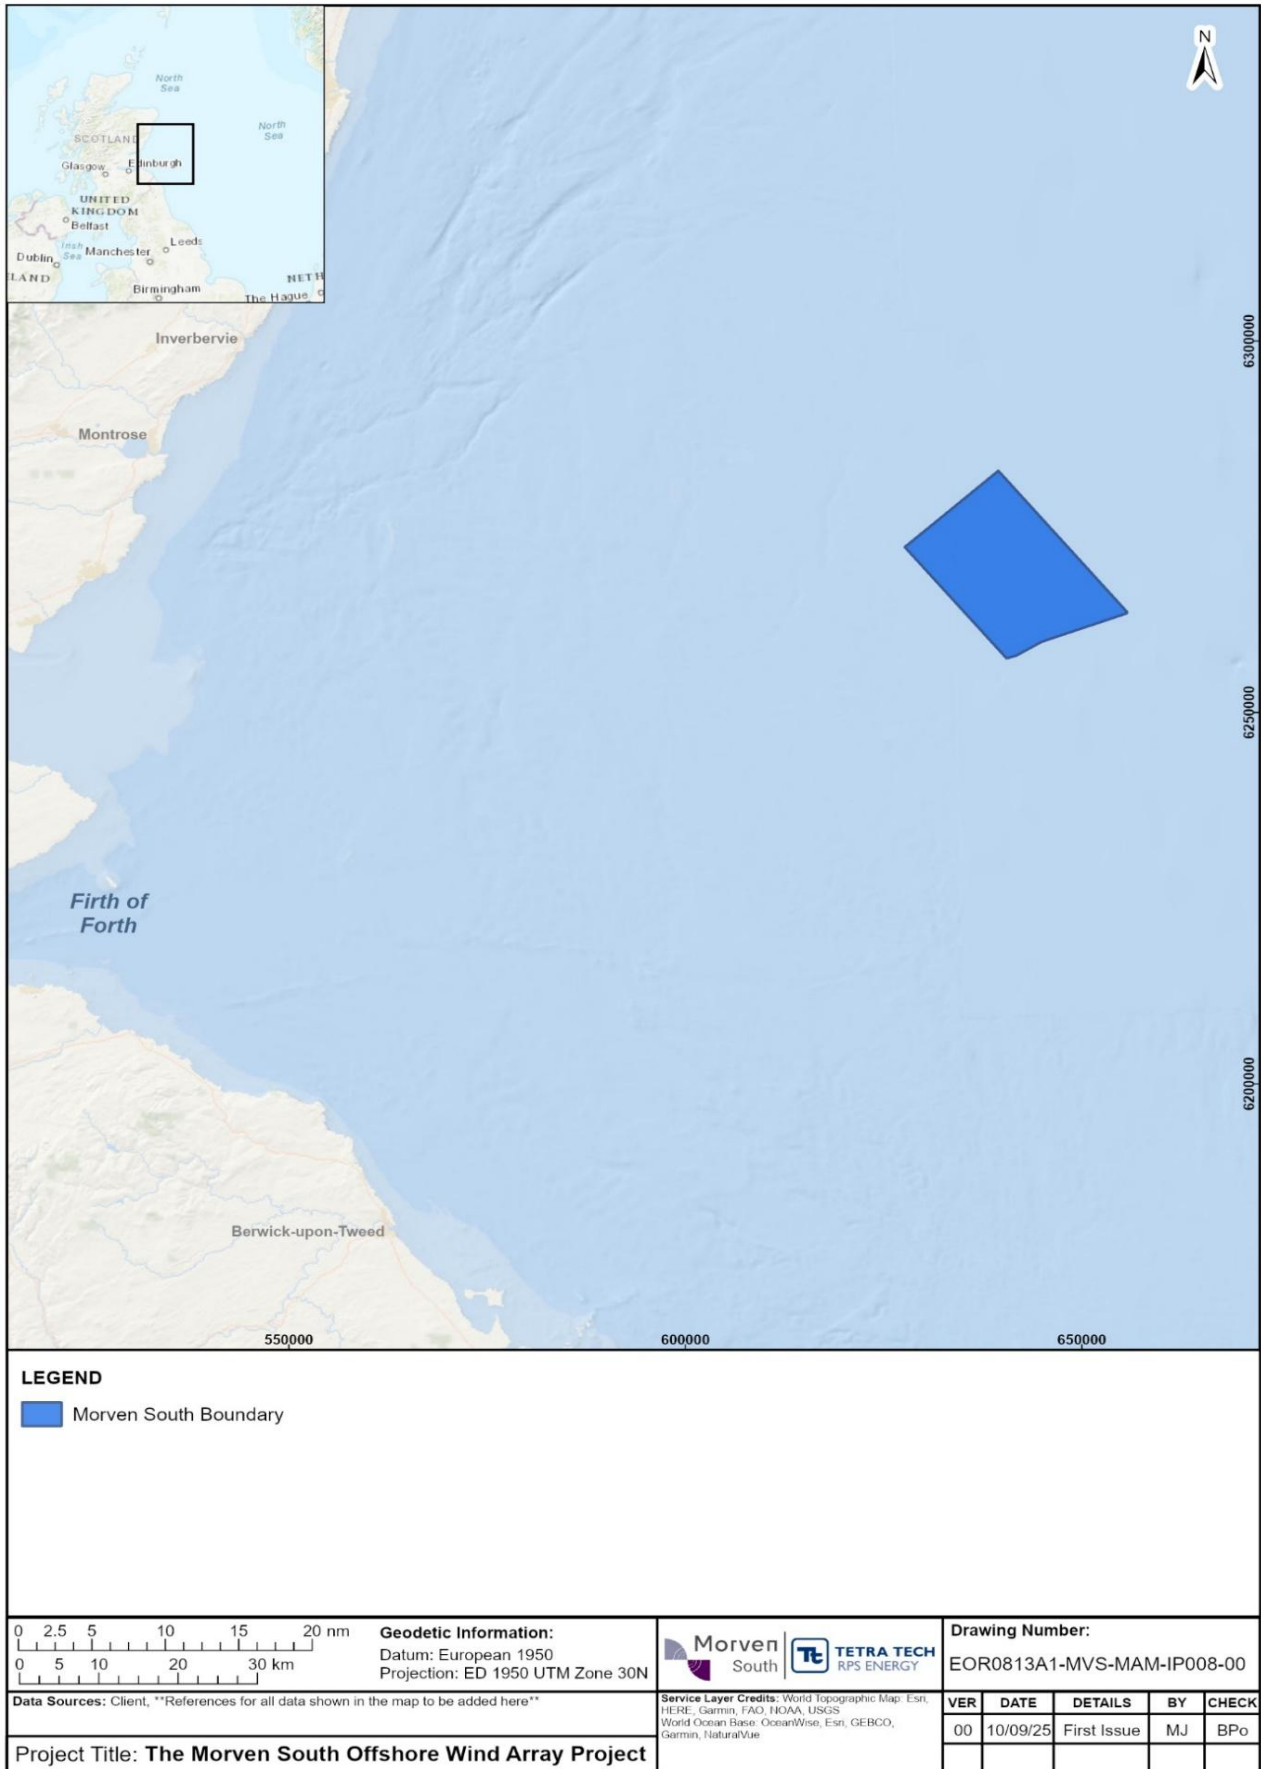 N
North
Sea
North
Sea
SCOTLAND
Glasgow
Edinburgh
UNITED
KINGDOM
Belfast
Irish
Sea
Manchester
Leeds
Dublin
LAND
NETH
Birmingham
The Hague
Inverbervie
6300000
Montrose
6250000
Firth of
Forth
6200000
Berwick-upon-Tweed
550000 600000 650000
LEGEND
Morven South Boundary
0 2.5 5 10 15 20 nm
0 5 10 20 30 km
Geodetic Information:
Datum: European 1950
Projection: ED 1950 UTM Zone 30N
Morven
South
Tt
TETRA TECH
RPS ENERGY
Drawing Number:
EOR0813A1-MVS-MAM-IP008-00
Data Sources: Client, **References for all data shown in the map to be added here**
Service Layer Credits: World Topographic Map: Esri,
HERE, Garmin, FAO, NOAA, USGS
World Ocean Base: OceanWise, Esri, GEBCO,
Garmin, NaturalVue
VER DATE DETAILS BY CHECK
00 10/09/25 First Issue MJ BPo
Project Title: The Morven South Offshore Wind Array Project